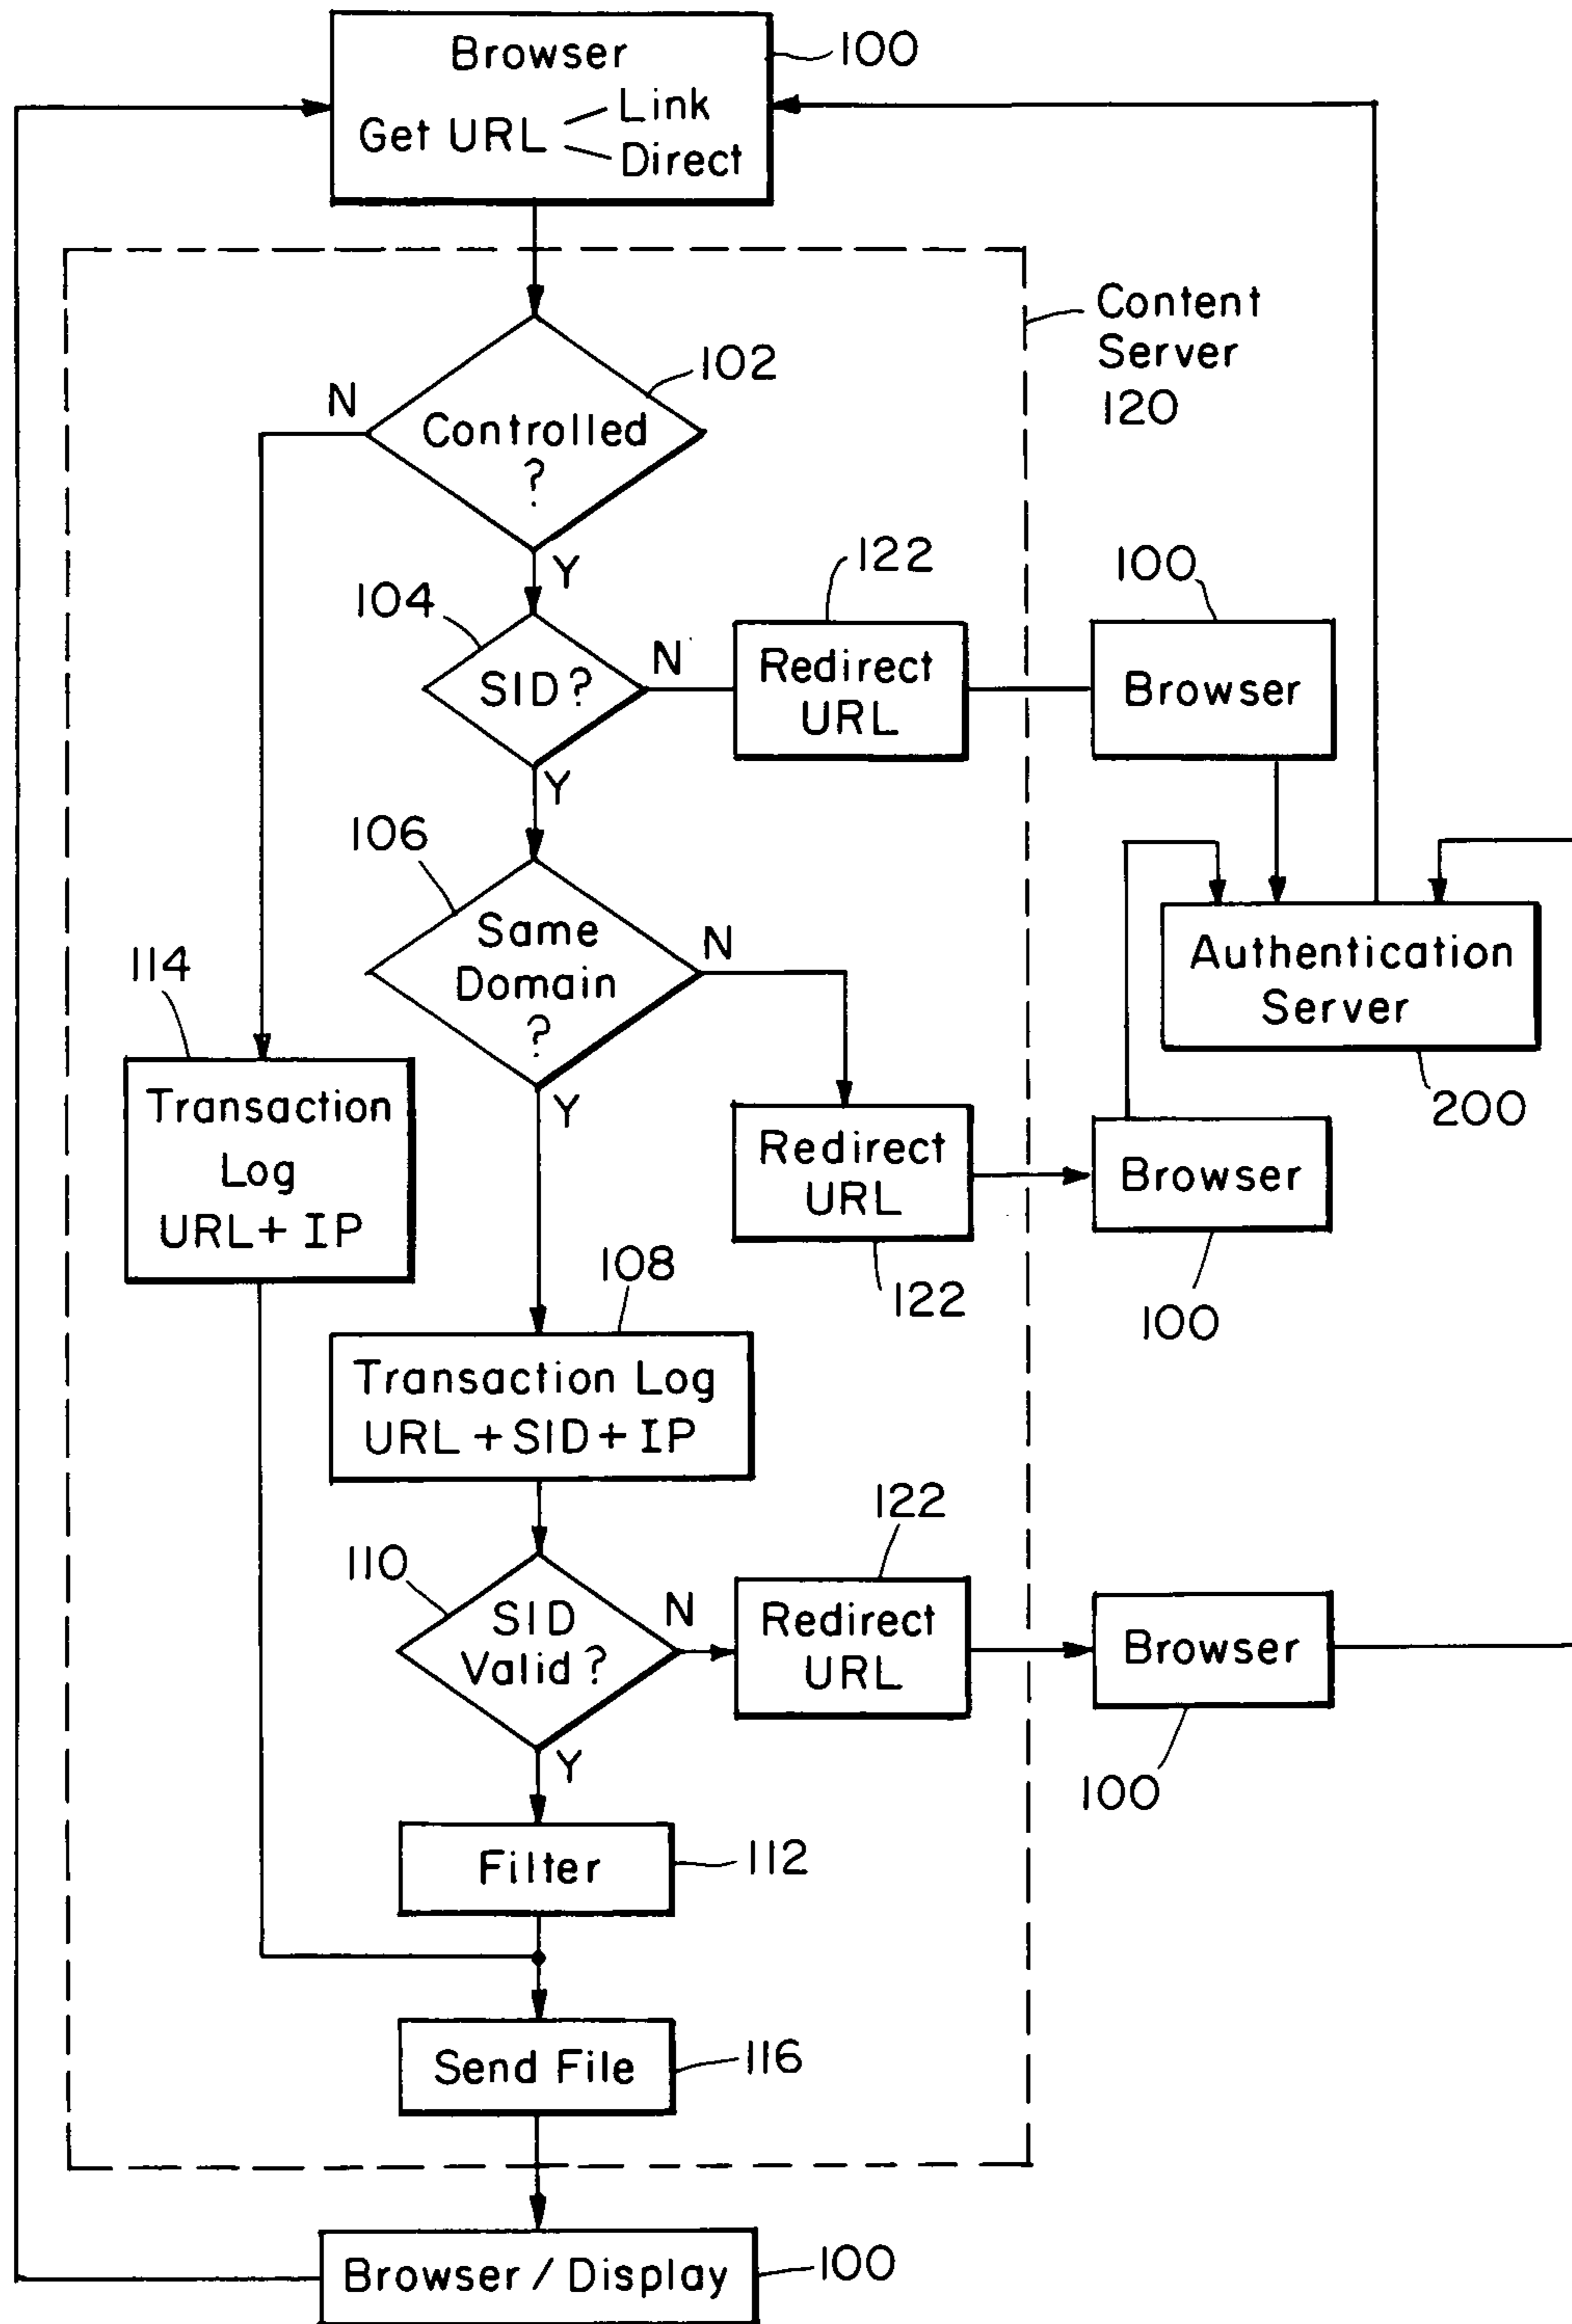 Browser
100
Get URL
Link
Direct
Content
Server
120
102
N
Controlled
?
Y
122
100
104
SID?
N
Redirect
URL
Browser
Y
106
Same
Domain
?
N
Authentication
Server
200
114
Transaction
Log
URL+ IP
Y
Redirect
URL
122
Browser
100
108
Transaction Log
URL + SID + IP
122
110
SID
Valid?
N
Redirect
URL
Browser
100
Y
Filter
112
Send File
116
Browser / Display
100